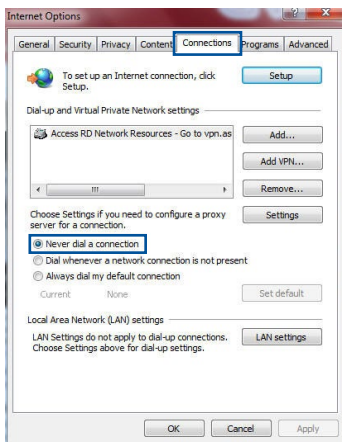 Internet Options
General Security Privacy Content Connections Programs Advanced
To set up an Internet connection, click
Setup.
Setup
Dial-up and Virtual Private Network settings
Access RD Network Resources - Go to vpn.as
Add...
Add VPN...
Remove...
Choose Settings if you need to configure a proxy
server for a connection.
Settings
Never dial a connection
Dial whenever a network connection is not present
Always dial my default connection
Current None
Set default
Local Area Network (LAN) settings
LAN Settings do not apply to dial-up connections.
Choose Settings above for dial-up settings.
LAN settings
OK Cancel Apply